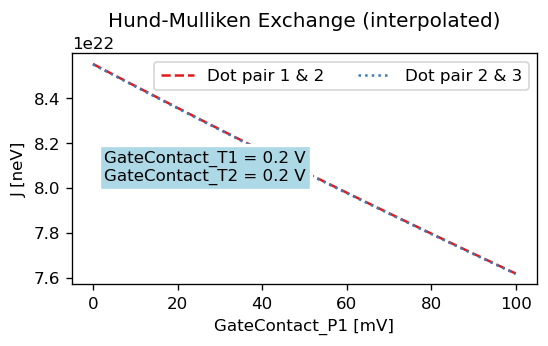 Hund-Mulliken Exchange (interpolated)
1e22
Dot pair 1 & 2
Dot pair 2 & 3
8.4
8.2
8.0
7.8
7.6
J [neV]
GateContact_T1 = 0.2 V
GateContact_T2 = 0.2 V
0 20 40 60 80 100
GateContact_P1 [mV]